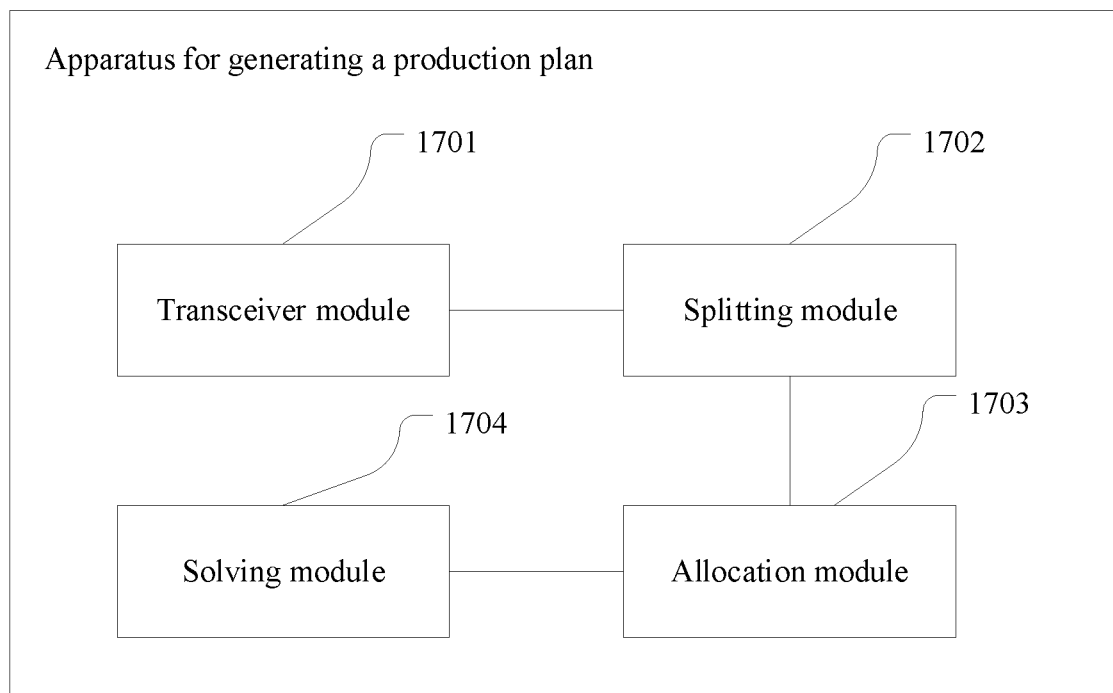 Apparatus for generating a production plan
1701
1702
Transceiver module
Splitting module
1704
1703
Solving module
Allocation module